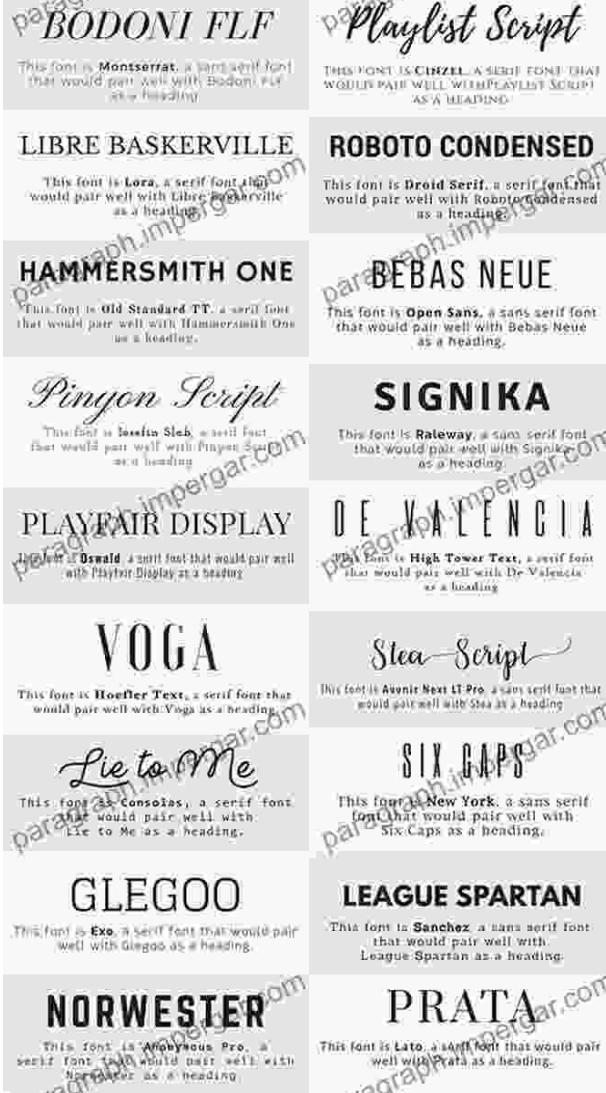 BODONI FLF
This font is Montserrat, a sans serif font
that would pair well with Bodoni FLF
as a heading
Playlist Script
THIS FONT IS CINZEL, A SERIF FONT THAT
WOULD PAIR WELL WITHPLAYLIST SCRIPT
AS A HEADING
LIBRE BASKERVILLE
This font is Lora, a serif font that
would pair well with Libre Baskerville
as a heading.
ROBOTO CONDENSED
This font is Droid Serif, a serif font that
would pair well with Roboto Condensed
as a heading.
HAMMERSMITH ONE
This font is Old Standard TT, a serif font
that would pair well with Hammersmith One
as a heading.
BEBAS NEUE
This font is Open Sans, a sans serif font
that would pair well with Bebas Neue
as a heading.
Pinyon Script
This font is Josefin Slab, a serif font
that would pair well with Pinyon Script
as a heading
SIGNIKA
This font is Raleway, a sans serif font
that would pair well with Signika
as a heading.
PLAYFAIR DISPLAY
This font is Oswald, a serif font that would pair well
with Playfair Display as a heading
DE VALENCIA
This font is High Tower Text, a serif font
that would pair well with De Valencia
as a heading
VOGA
This font is Hoefler Text, a serif font that
would pair well with Voga as a heading
Stea Script
This font is Avenir Next LT Pro, a sans serif font that
would pair well with Stea as a heading
Lie to Me
This font is Consolas, a serif font
that would pair well with
Lie to Me as a heading.
SIX CAPS
This font is New York, a sans serif
font that would pair well with
Six Caps as a heading.
GLEGOO
This font is Exo, a serif font that would pair
well with Glegoo as a heading.
LEAGUE SPARTAN
This font is Sanchez, a sans serif font
that would pair well with
League Spartan as a heading.
NORWESTER
This font is Anonymous Pro, a
serif font that would pair well with
Norwester as a heading
PRATA
This font is Lato, a serif font that would pair
well with Prata as a heading.
paragraph.impergar.com